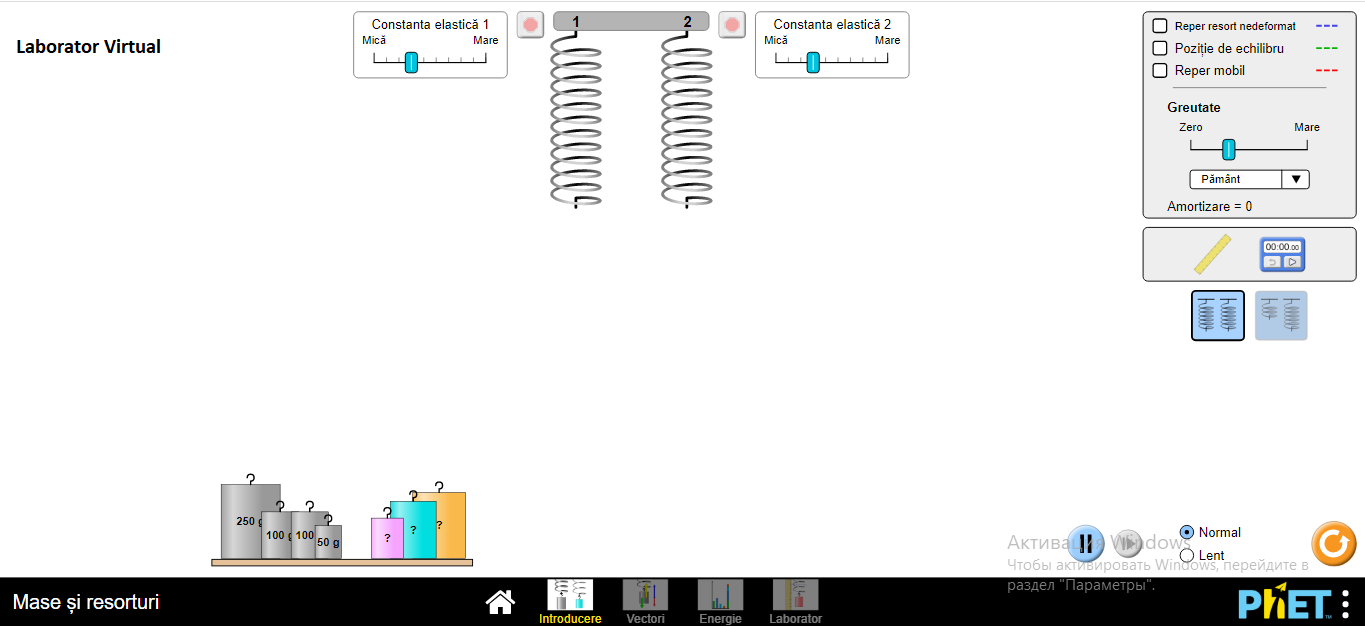 Laborator Virtual
Constanta elastică 1
Mică Mare
1 2
Constanta elastică 2
Mică Mare
Reper resort nedeformat
Poziție de echilibru
Reper mobil
Greutate
Zero Mare
Pământ
Amortizare = 0
00:00.00
250 g
100 g
100
50 g
?
?
?
Normal
Lent
Активация Windows
Чтобы активировать Windows, перейдите в
раздел "Параметры".
Mase și resorturi
Introducere
Vectori
Energie
Laborator
PhET